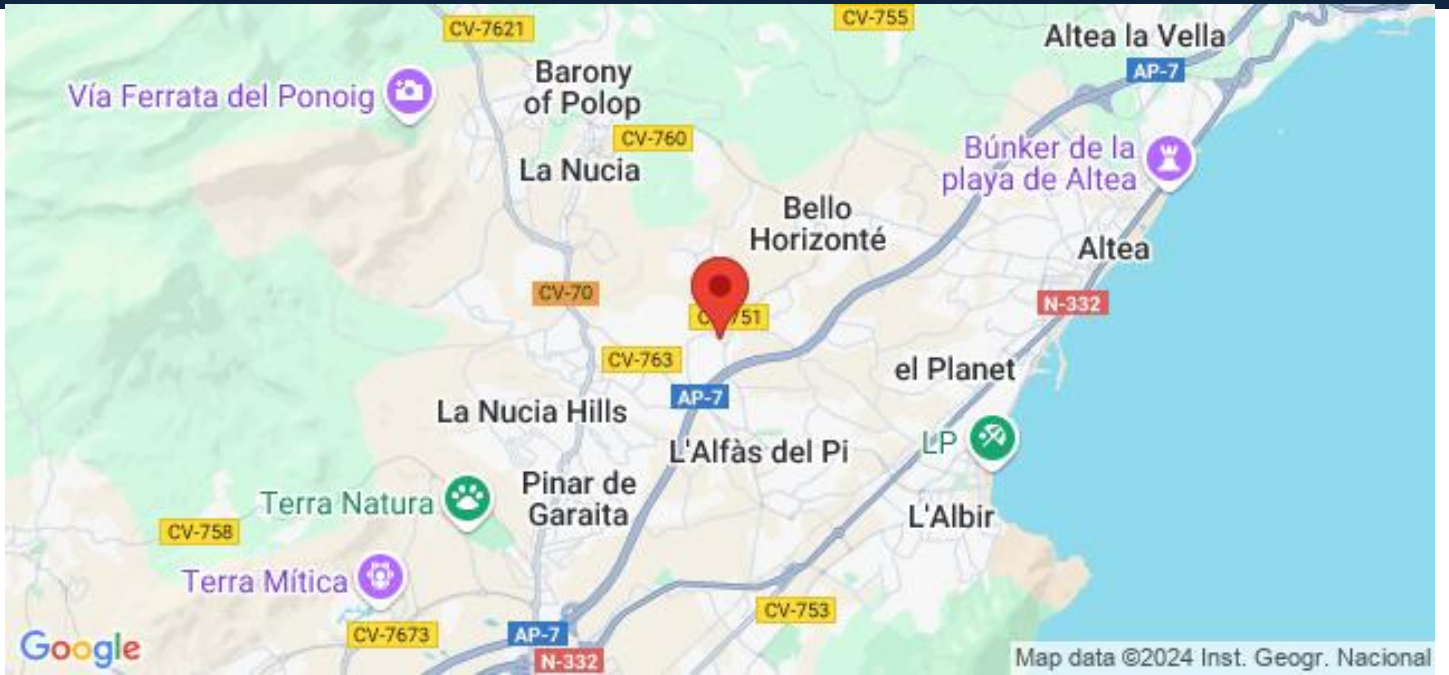 CV-7621
CV-755
Altea la Vella
AP-7
Vía Ferrata del Ponoig
Barony
of Polop
CV-760
La Nucia
Búnker de la
playa de Altea
Bello
Horizonté
Altea
CV-70
N-332
751
CV-763
el Planet
AP-7
La Nucia Hills
L'Alfàs del Pi
LP
Terra Natura
Pinar de
Garaita
L'Albir
CV-758
Terra Mítica
CV-753
CV-7673
AP-7
N-332
Google
Map data ©2024 Inst. Geogr. Nacional